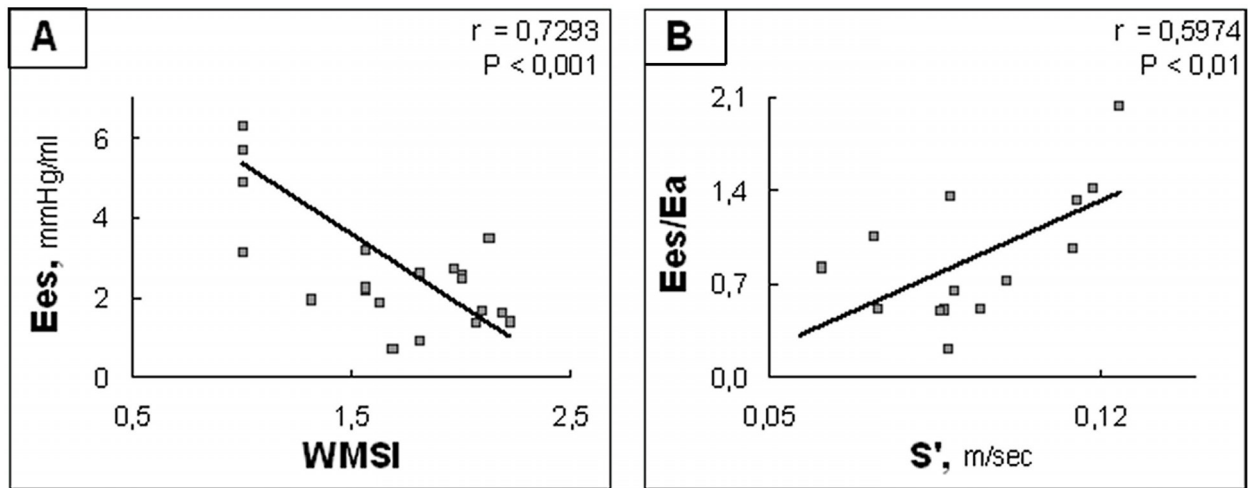 A
r = 0,7293
P < 0,001
Ees, mmHg/ml
6
4
2
0
0,5
1,5
2,5
WMSI
B
r = 0,5974
P < 0,01
Ees/Ea
2,1
1,4
0,7
0,0
0,05
0,12
S', m/sec